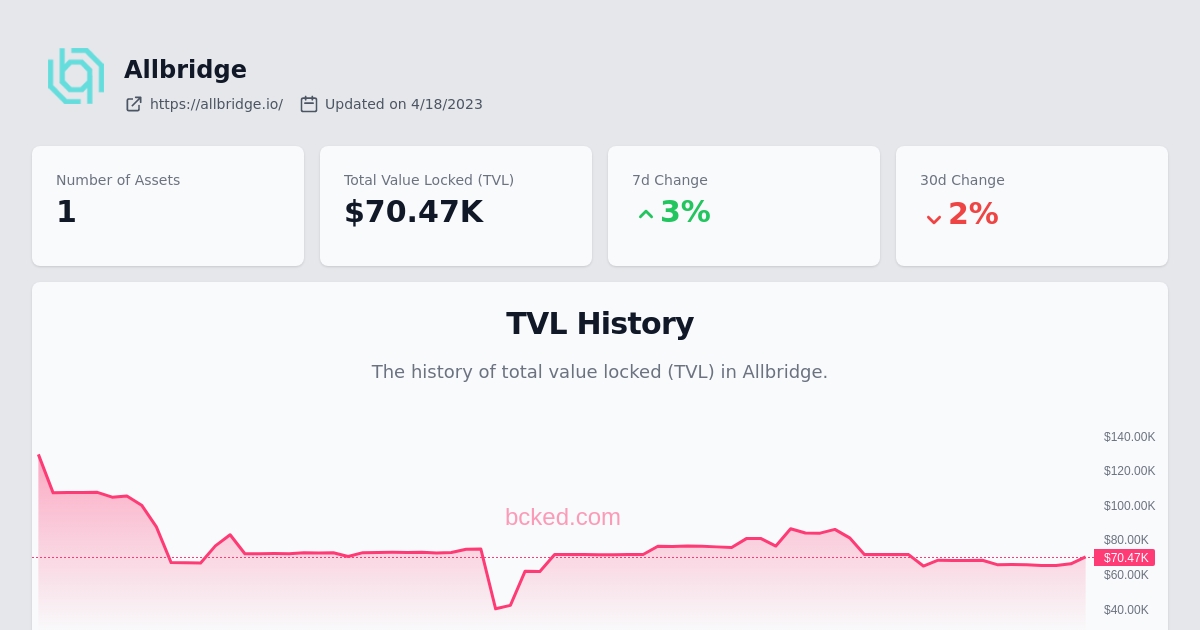 Allbridge
https://allbridge.io/ Updated on 4/18/2023
Number of Assets
1
Total Value Locked (TVL)
$70.47K
7d Change
3%
30d Change
2%
TVL History
The history of total value locked (TVL) in Allbridge.
$140.00K
$120.00K
$100.00K
bcked.com
$80.00K
$70.47K
$60.00K
$40.00K